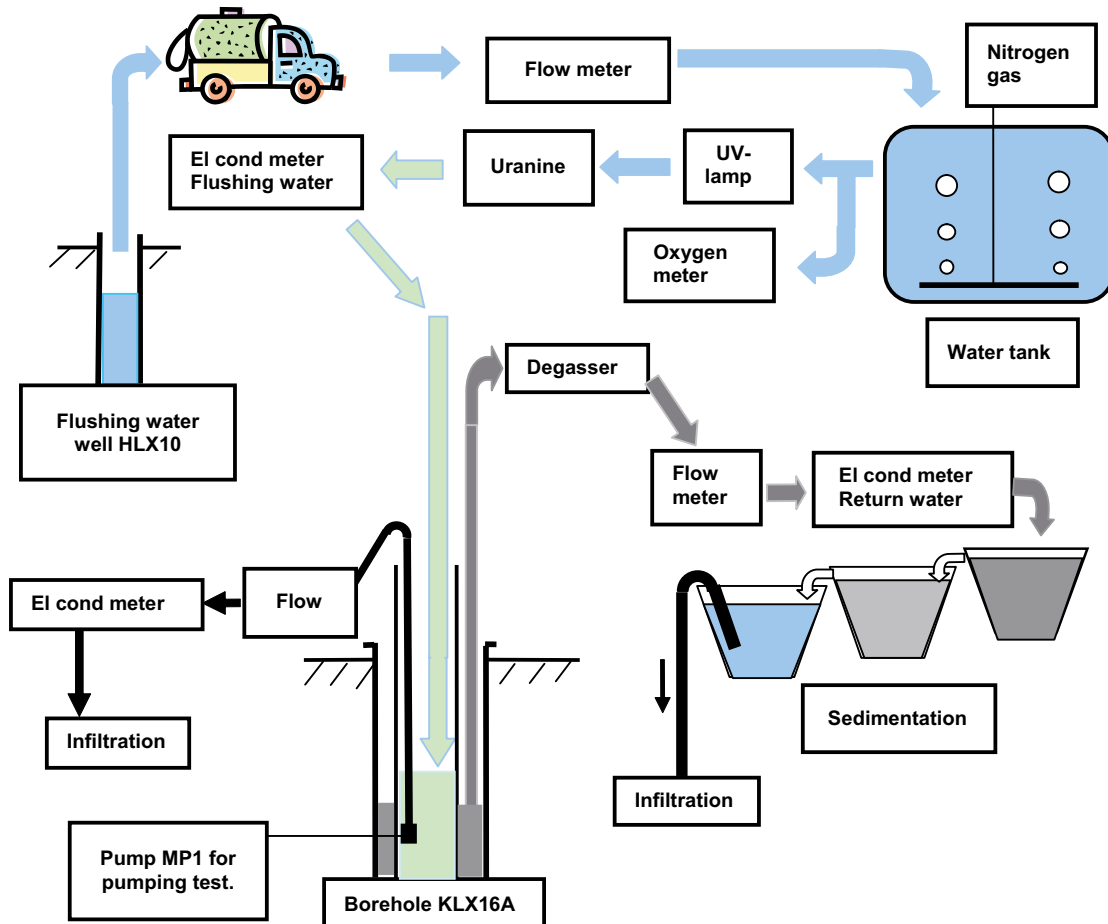 Flow meter
Nitrogen
gas
El cond meter
Flushing water
Uranine
UV-
lamp
Oxygen
meter
Water tank
Flushing water
well HLX10
Degasser
Flow
meter
El cond meter
Return water
El cond meter
Flow
Infiltration
Sedimentation
Infiltration
Pump MP1 for
pumping test.
Borehole KLX16A